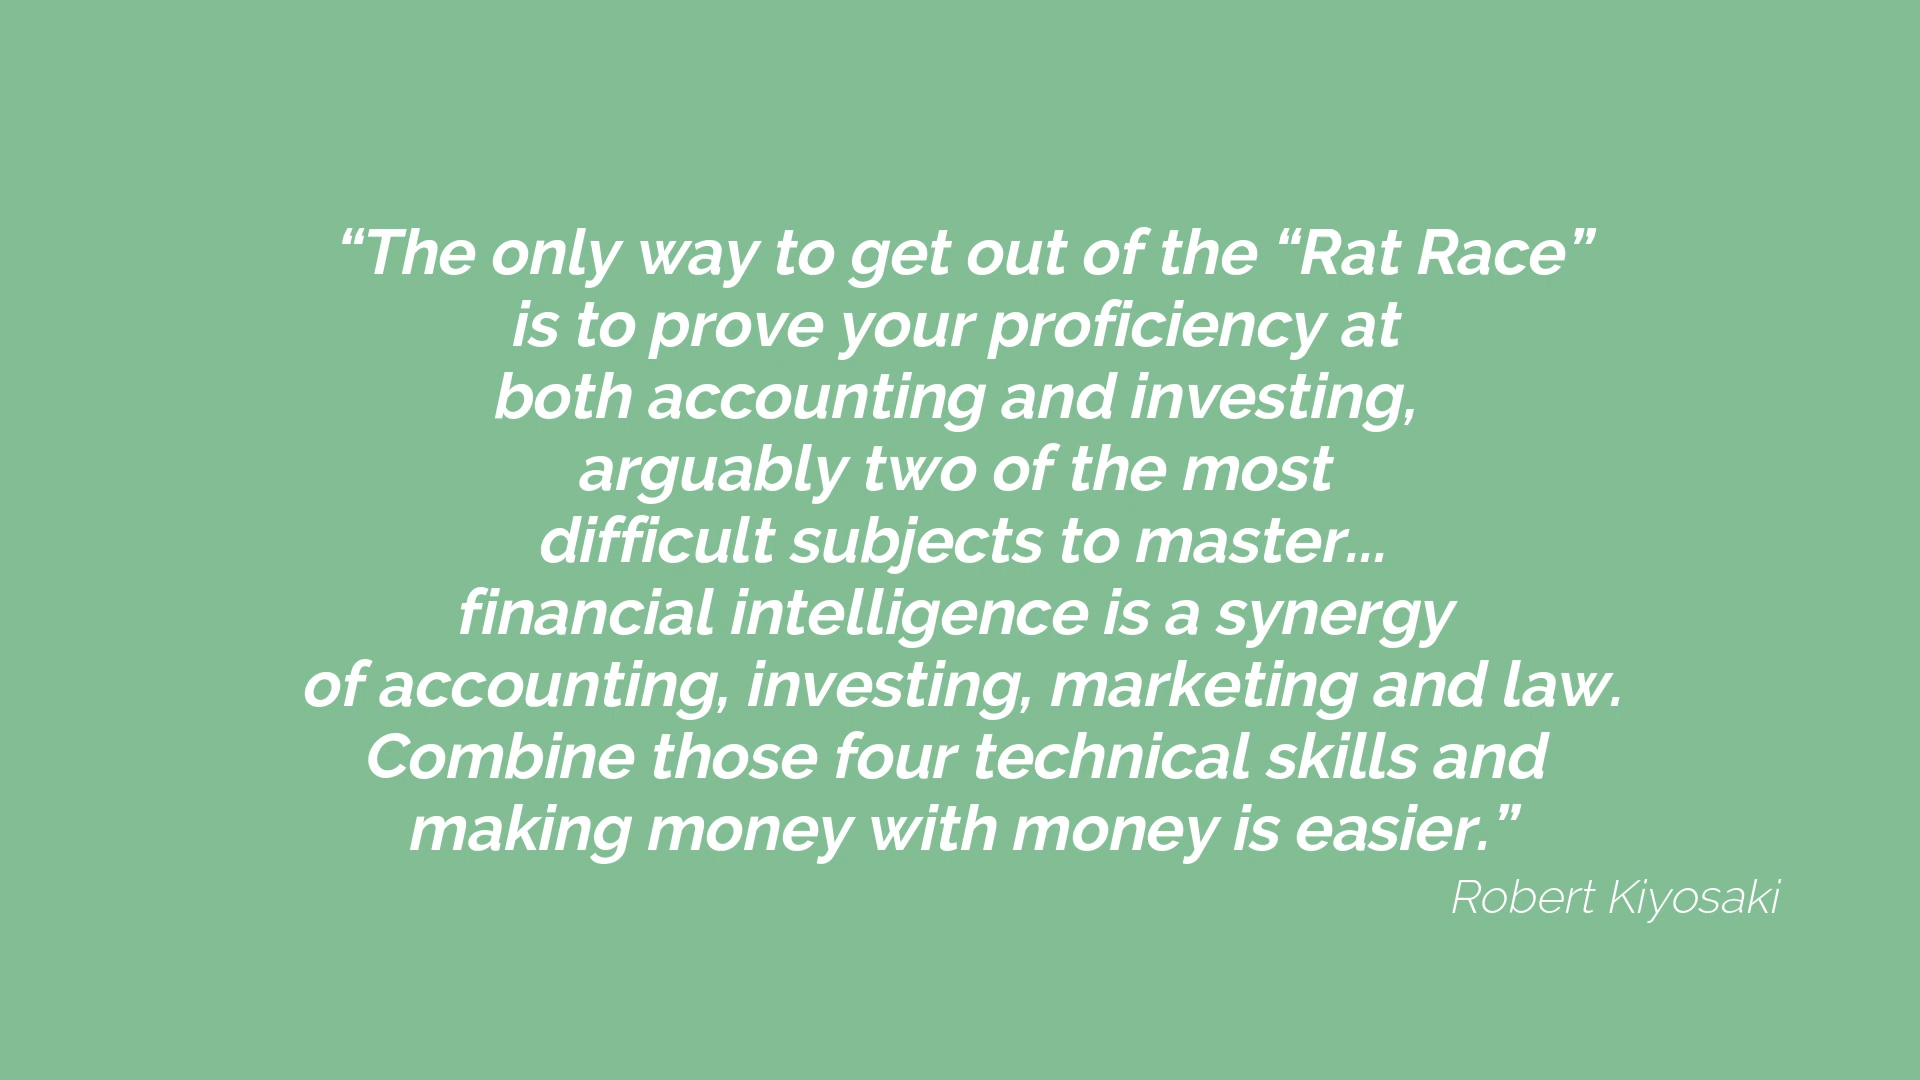 “The only way to get out of the “Rat Race”
is to prove your proficiency at
both accounting and investing,
arguably two of the most
difficult subjects to master...
financial intelligence is a synergy
of accounting, investing, marketing and law.
Combine those four technical skills and
making money with money is easier.”
Robert Kiyosaki